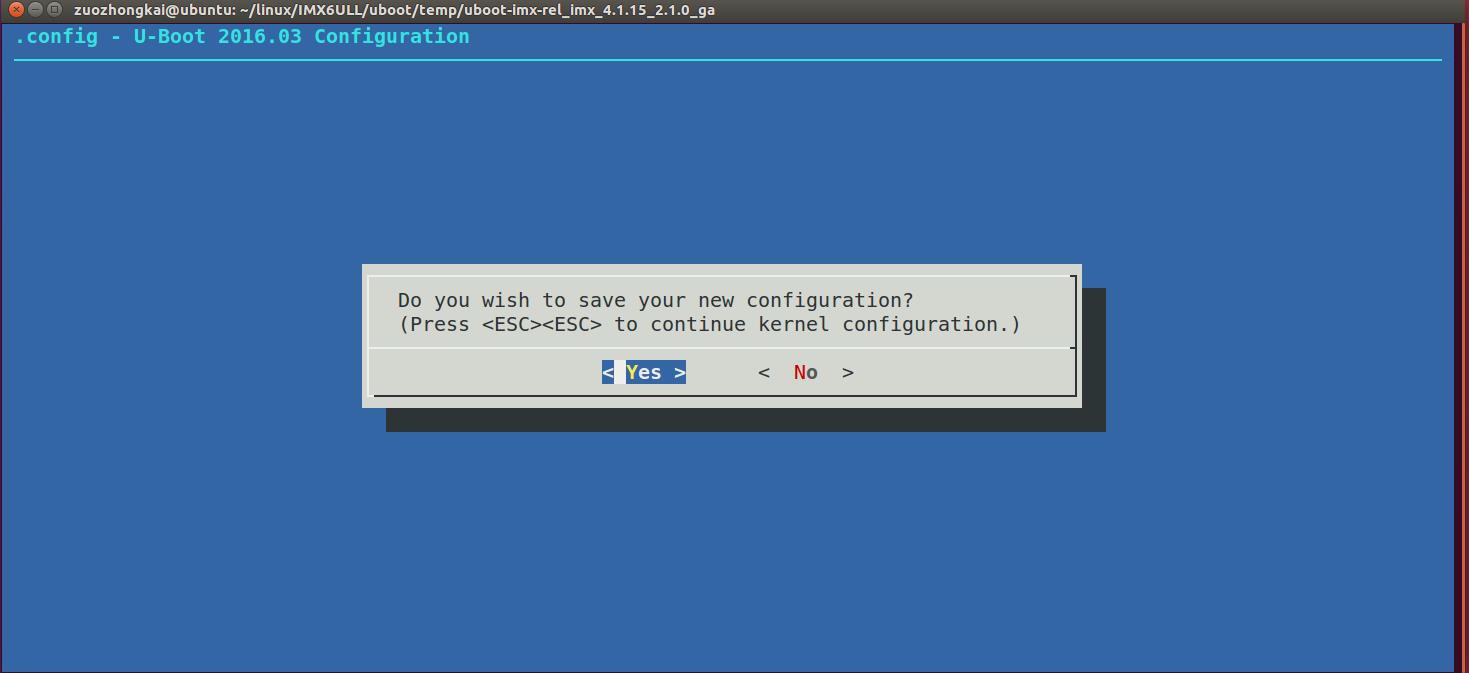 zuozhongkai@ubuntu: ~/linux/IMX6ULL/uboot/temp/uboot-imx-rel_imx_4.1.15_2.1.0_ga
.config - U-Boot 2016.03 Configuration
Do you wish to save your new configuration?
(Press <ESC><ESC> to continue kernel configuration.)
< Yes > < No >